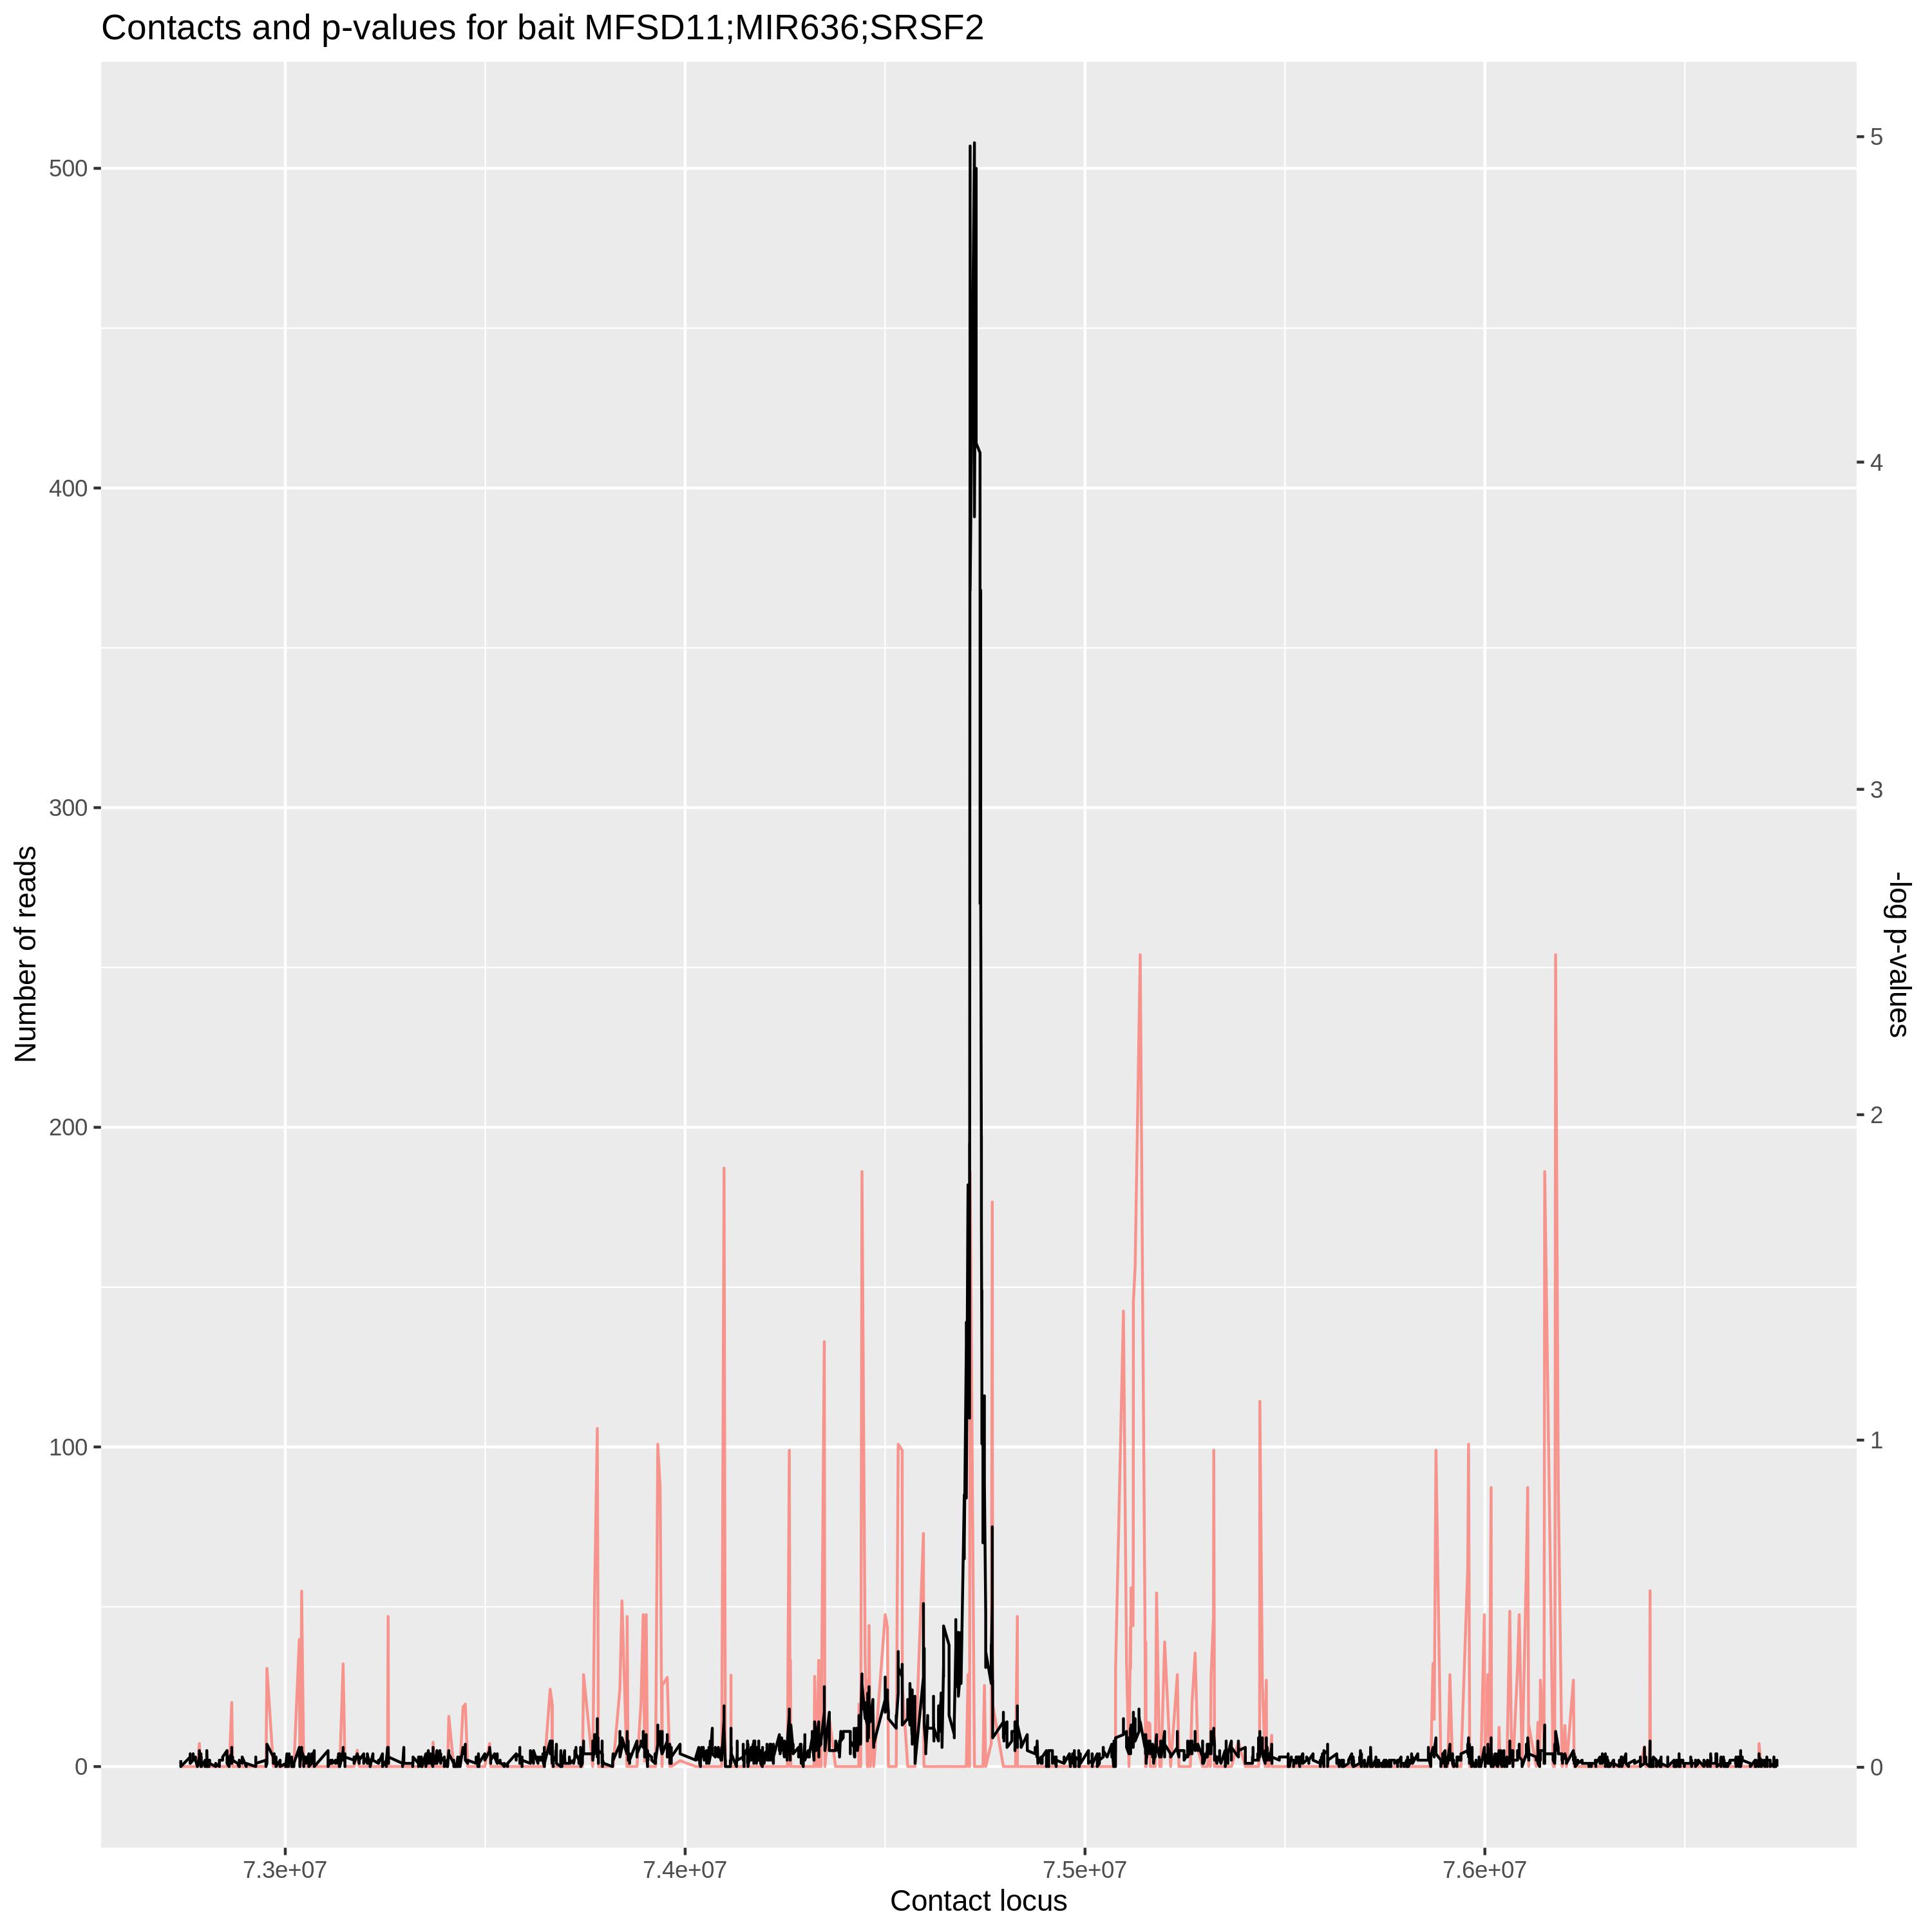 Contacts and p-values for bait MFSD11;MIR636;SRSF2
500
400
300
200
100
0
Number of reads
5
4
3
2
1
0
-log p-values
7.3e+07
7.4e+07
7.5e+07
7.6e+07
Contact locus